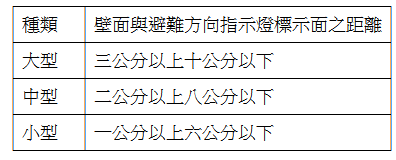 種類 壁面與避難方向指示燈標示面之距離
大型 三公分以上十公分以下
中型 二公分以上八公分以下
小型 一公分以上六公分以下